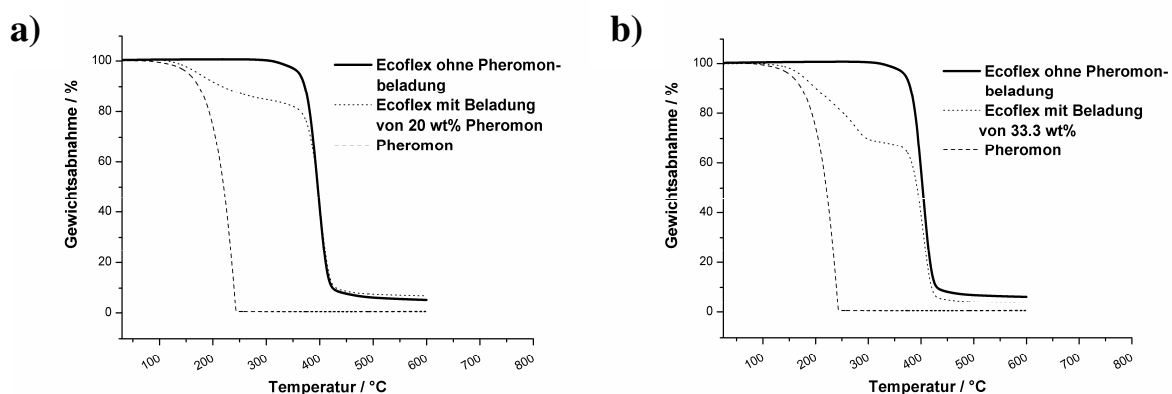 a)
100
80
60
40
20
0
Gewichtsabnahme / %
Ecoflex ohne Pheromon-
beladung
Ecoflex mit Beladung
von 20 wt% Pheromon
Pheromon
100
200
300
400
500
600
700
800
Temperatur / °C
b)
100
80
60
40
20
0
Gewichtsabnahme / %
Ecoflex ohne Pheromon-
beladung
Ecoflex mit Beladung
von 33.3 wt%
Pheromon
100
200
300
400
500
600
700
800
Temperatur / °C